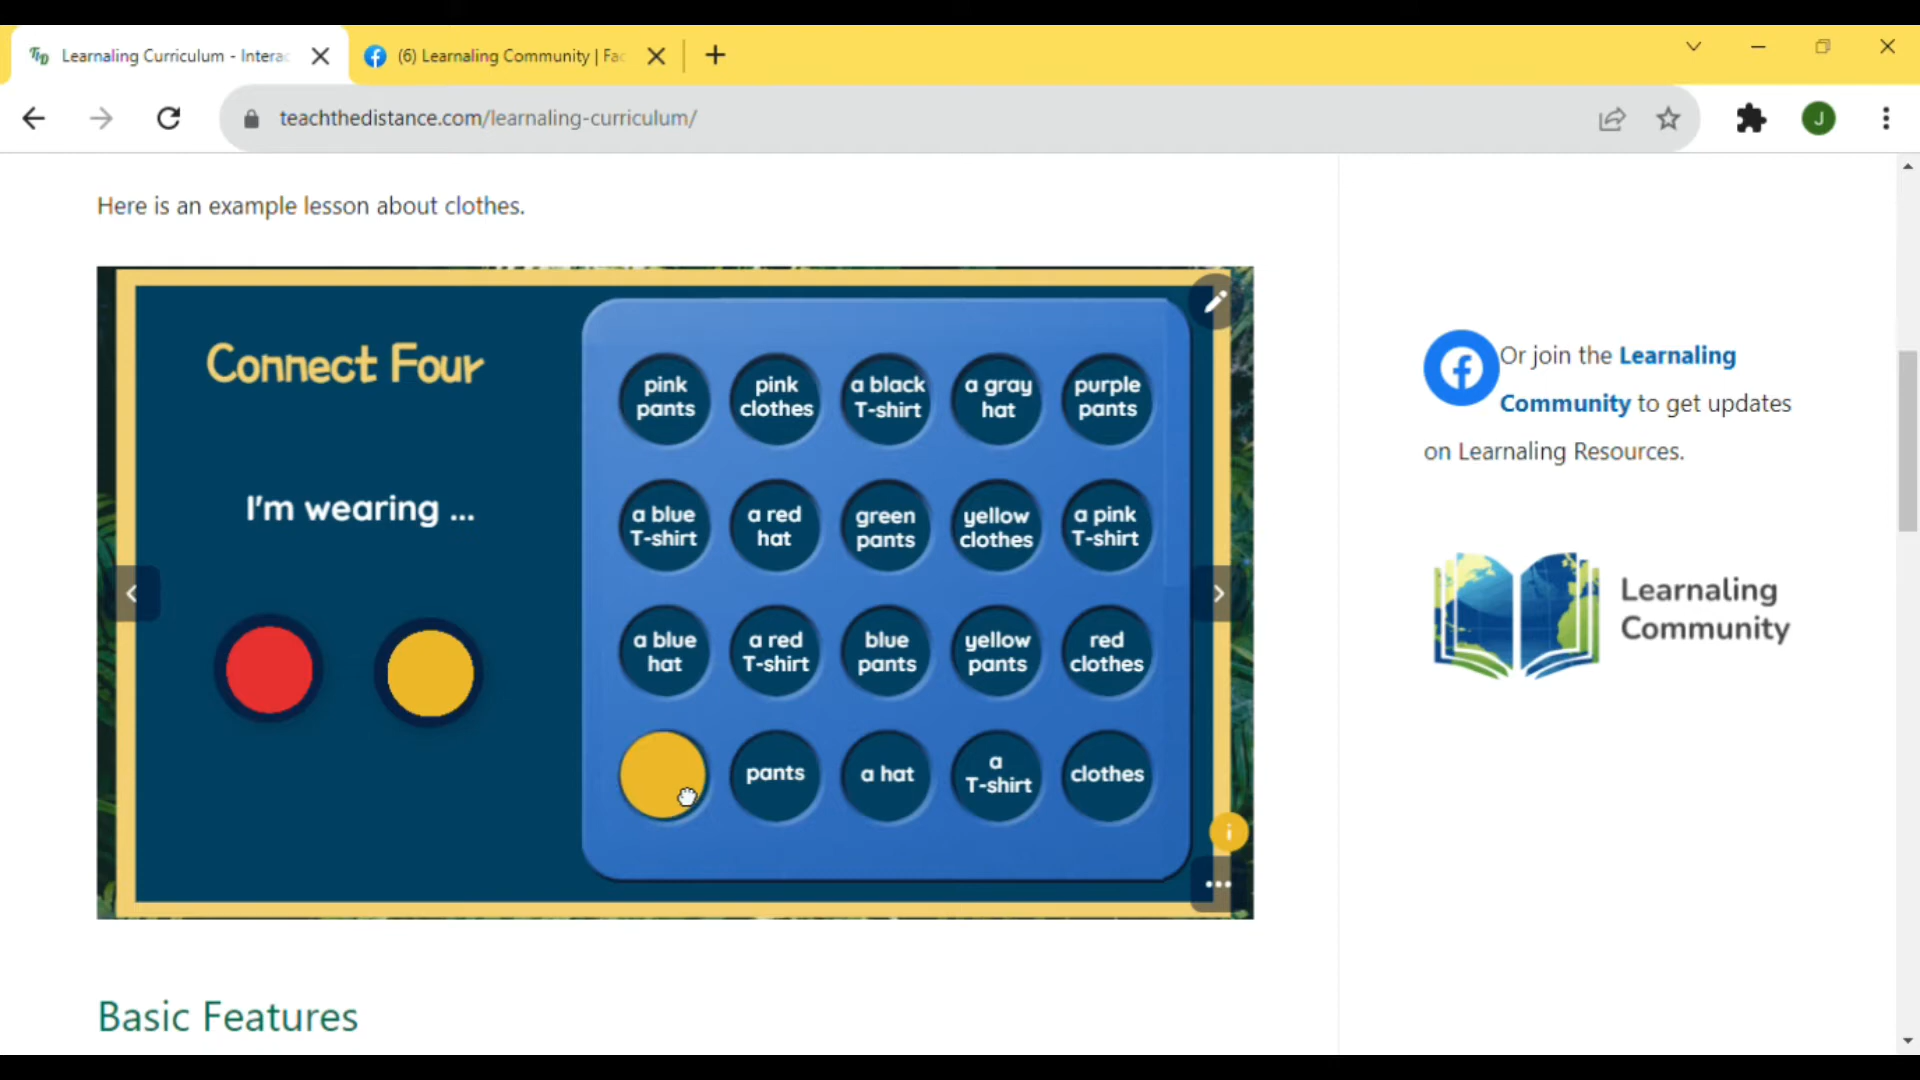 Learnaling Curriculum - Interac
(6) Learnaling Community | Fac
teachthedistance.com/learnaling-curriculum/
J
Here is an example lesson about clothes.
Connect Four
I'm wearing ...
pink
pants
pink
clothes
a black
T-shirt
a gray
hat
purple
pants
a blue
T-shirt
a red
hat
green
pants
yellow
clothes
a pink
T-shirt
a blue
hat
a red
T-shirt
blue
pants
yellow
pants
red
clothes
pants
a hat
a
T-shirt
clothes
i
Or join the Learnaling
Community to get updates
on Learnaling Resources.
Learnaling
Community
Basic Features